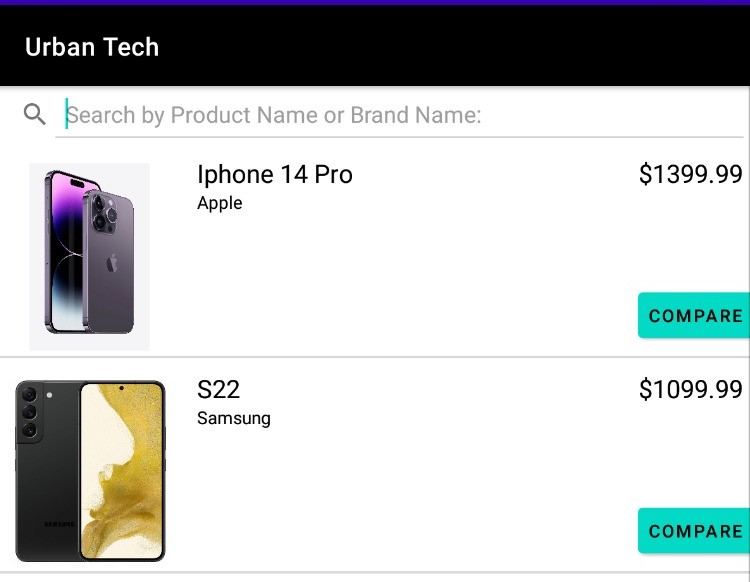 Urban Tech
Search by Product Name or Brand Name:
Iphone 14 Pro
$1399.99
Apple
COMPARE
S22
$1099.99
Samsung
SAMSUNG
COMPARE